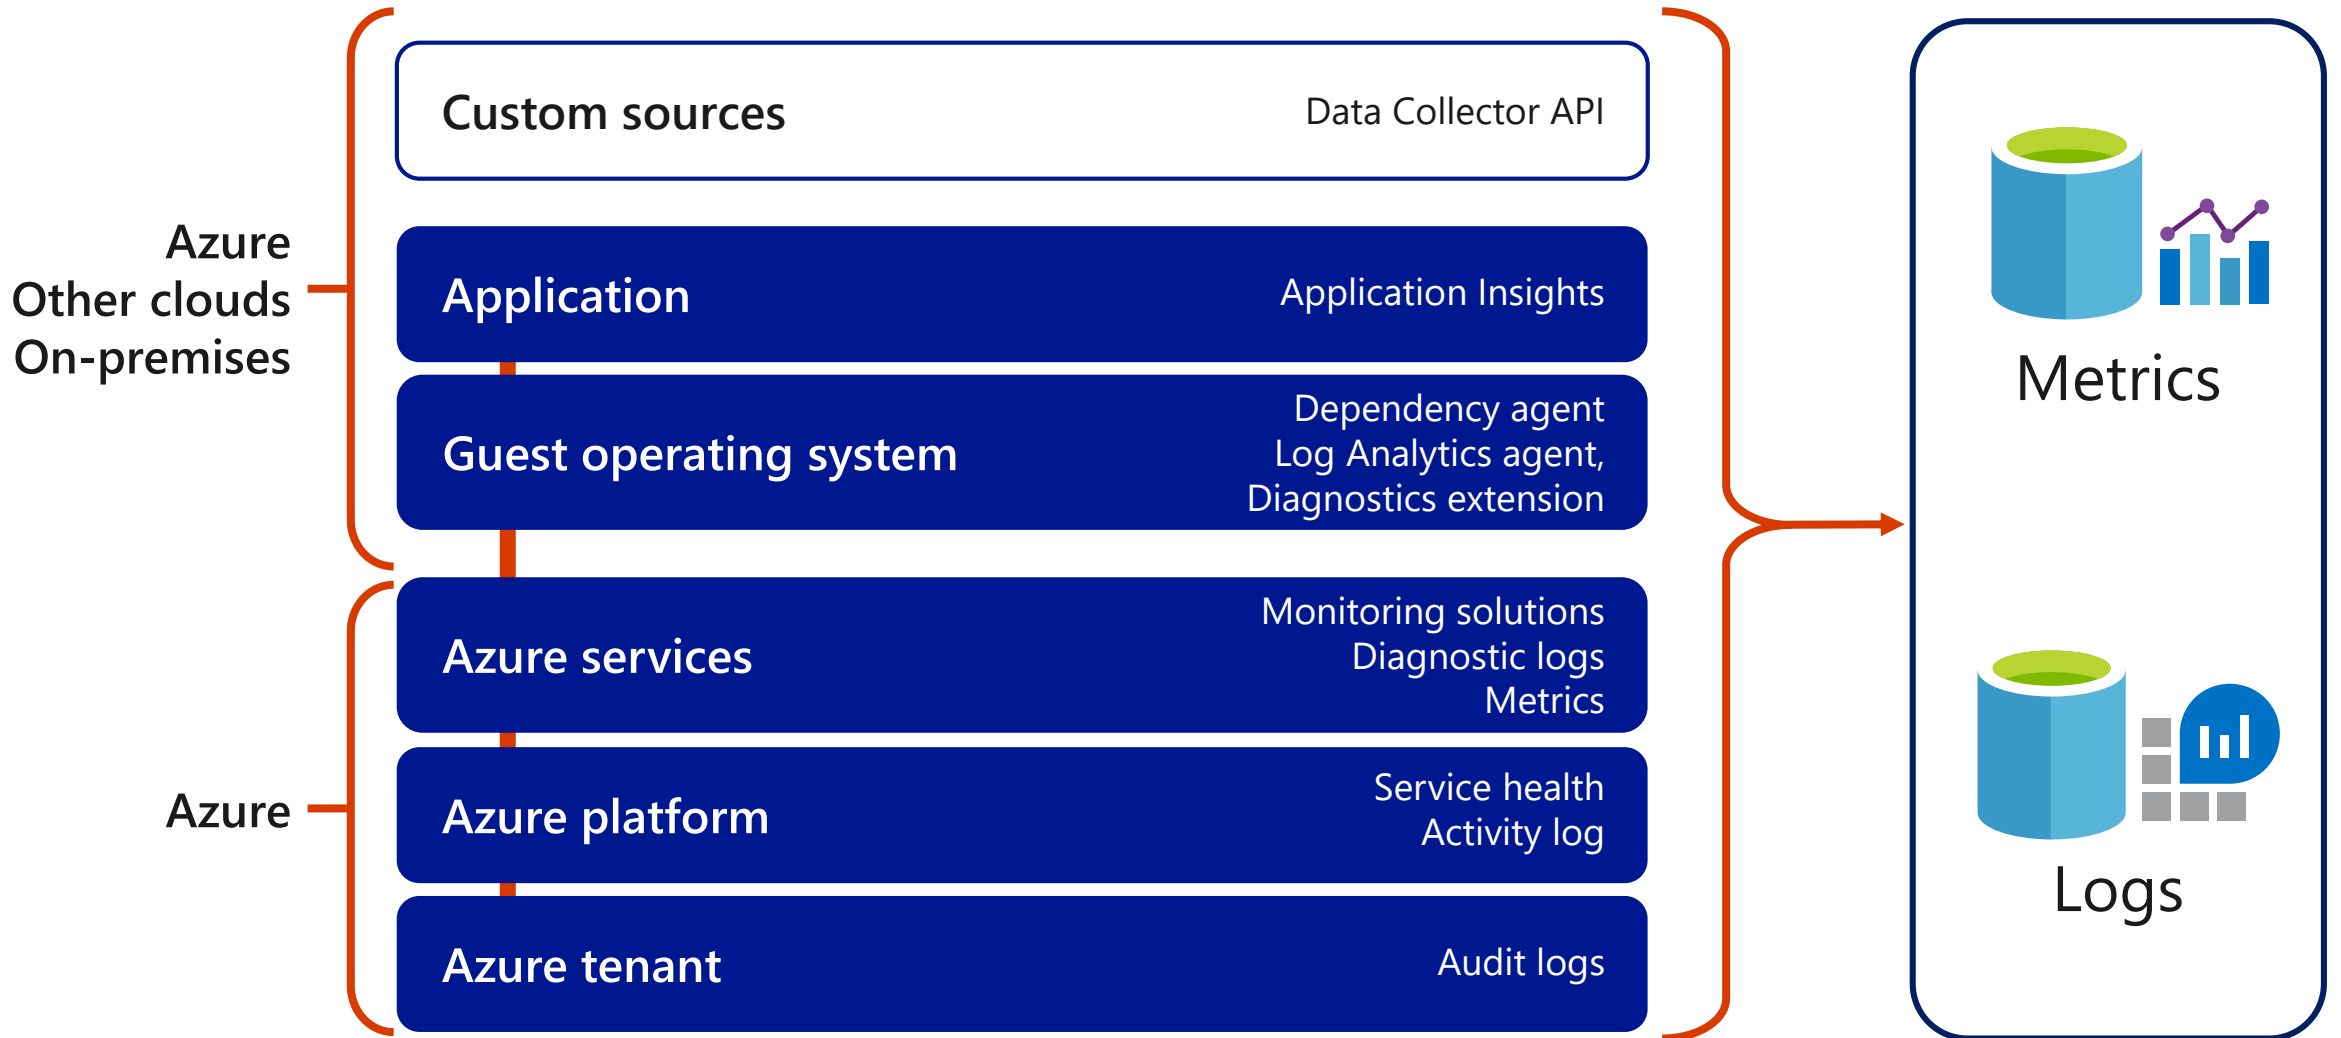 Azure
Other clouds
On-premises
Custom sources
Data Collector API
Application
Application Insights
Guest operating system
Dependency agent
Log Analytics agent,
Diagnostics extension
Azure
Azure services
Monitoring solutions
Diagnostic logs
Metrics
Azure platform
Service health
Activity log
Azure tenant
Audit logs
Metrics
Logs